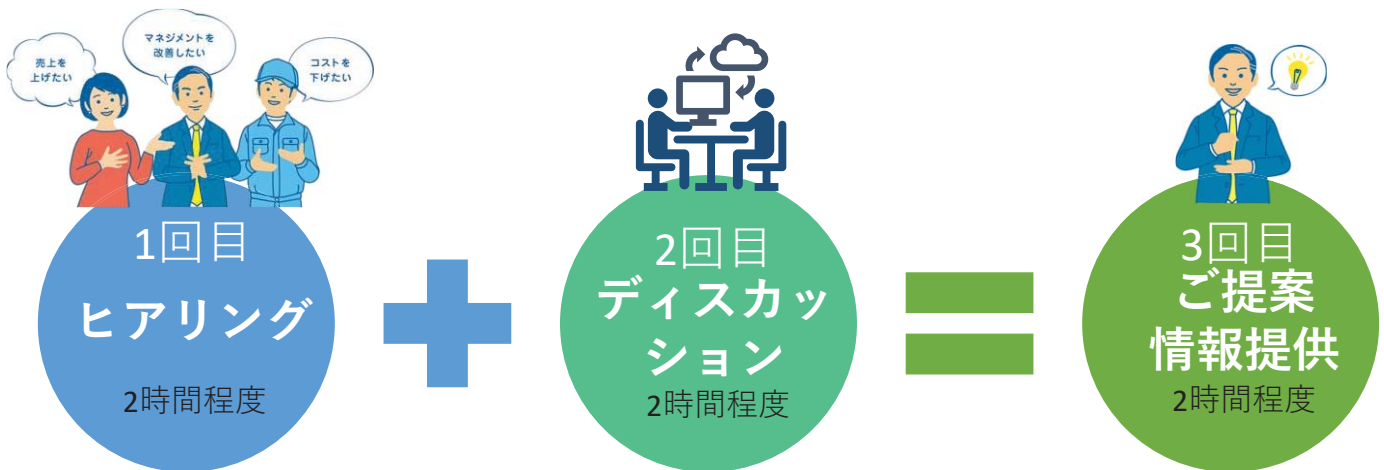 売上を
上げたい
マネジメントを
改善したい
コストを
下げたい
1回目
ヒアリング
2時間程度
2回目
ディスカッ
ション
2時間程度
3回目
ご提案
情報提供
2時間程度